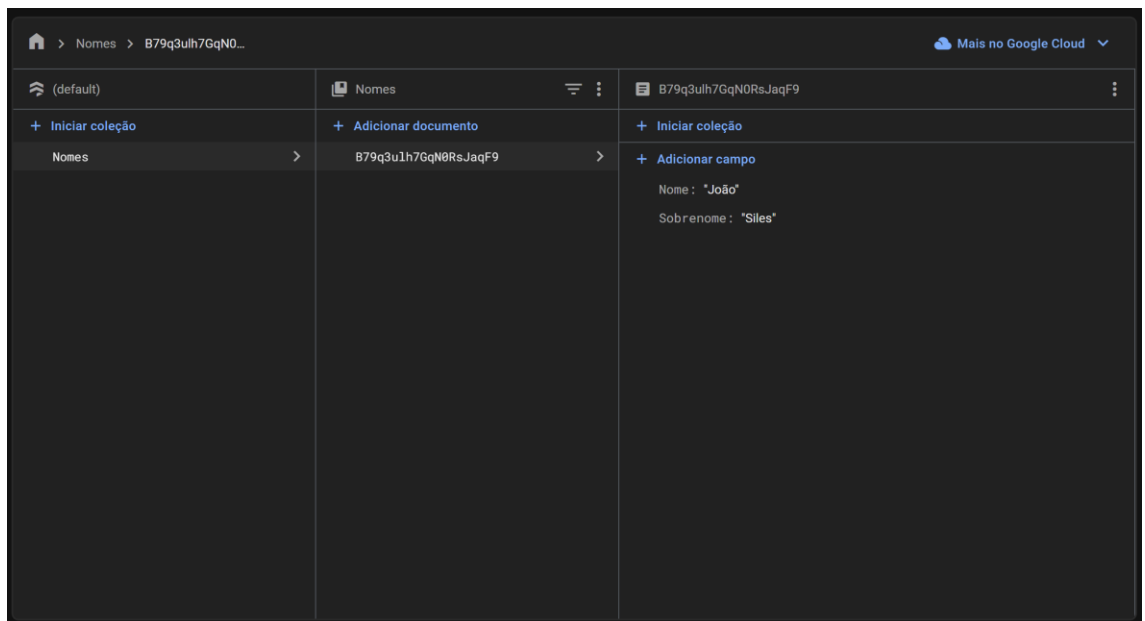 > Nomes > B79q3ulh7GqN0…
Mais no Google Cloud
(default)
Nomes
B79q3ulh7GqN0RsJaqF9
+ Iniciar coleção
+ Adicionar documento
+ Iniciar coleção
Nomes >
B79q3ulh7GqN0RsJaqF9 >
+ Adicionar campo
Nome: "João"
Sobrenome: "Siles"